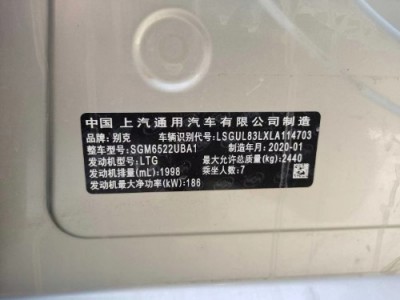 中国 上汽通用汽车有限公司制造
品牌:别克 车辆识别代号:LSGUL83LXLA114703
整车型号:SGM6522UBA1 制造年月:2020-01
发动机型号:LTG 最大允许总质量(kg):2440
发动机排量(mL):1998 乘坐人数:7
发动机最大净功率(kW):186